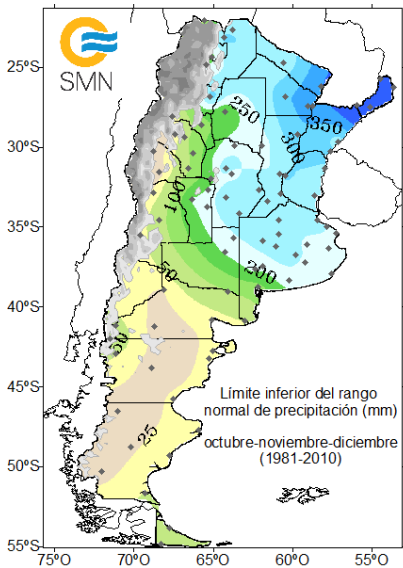 SMN
25°S
30°S
35°S
40°S
45°S
50°S
55°S
250
300
350
100
200
50
50
25
Límite inferior del rango
normal de precipitación (mm)
octubre-noviembre-diciembre
(1981-2010)
75°O
70°O
65°O
60°O
55°O